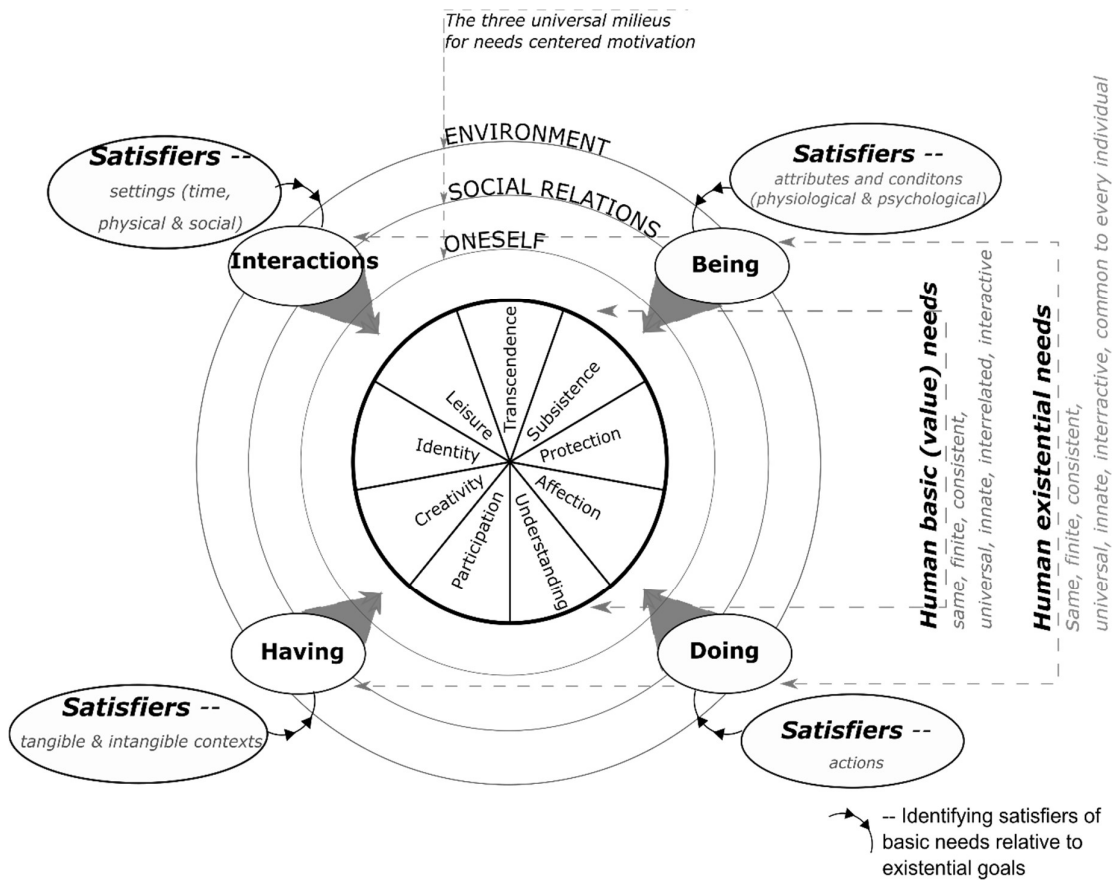 The three universal milieus
for needs centered motivation
ENVIRONMENT
SOCIAL RELATIONS
ONESELF
Satisfiers --
settings (time,
physical & social)
Interactions
Satisfiers --
attributes and conditons
(physiological & psychological)
Being
Transcendence
Subsistence
Protection
Affection
Understanding
Participation
Creativity
Identity
Leisure
Human basic (value) needs
same, finite, consistent,
universal, innate, interrelated, interactive
Human existential needs
Same, finite, consistent,
universal, innate, interractive, common to every individual
Having
Satisfiers --
tangible & intangible contexts
Doing
Satisfiers --
actions
-- Identifying satisfiers of
basic needs relative to
existential goals